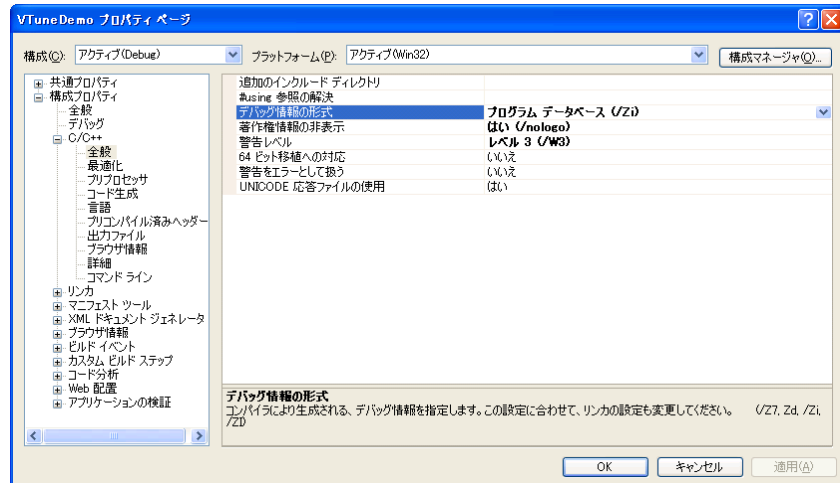 VTuneDemo プロパティ ページ
構成(C): アクティブ(Debug) プラットフォーム(P): アクティブ(Win32) 構成マネージャ(O)...
共通プロパティ
構成プロパティ
全般
デバッグ
C/C++
全般
最適化
プリプロセッサ
コード生成
言語
プリコンパイル済みヘッダー
出力ファイル
ブラウザ情報
詳細
コマンド ライン
リンカ
マニフェスト ツール
XML ドキュメント ジェネレータ
ブラウザ情報
ビルド イベント
カスタム ビルド ステップ
コード分析
Web 配置
アプリケーションの検証
追加のインクルード ディレクトリ
#using 参照の解決
デバッグ情報の形式 プログラム データベース (/Zi)
著作権情報の非表示 はい (/nologo)
警告レベル レベル 3 (/W3)
64 ビット移植への対応 いいえ
警告をエラーとして扱う いいえ
UNICODE 応答ファイルの使用 はい
デバッグ情報の形式
コンパイラにより生成される、デバッグ情報を指定します。この設定に合わせて、リンカの設定も変更してください。 (/Z7, Zd, /Zi,
/ZI)
OK キャンセル 適用(A)